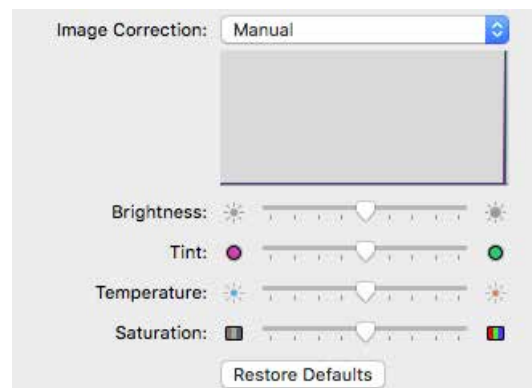 Image Correction: Manual
Brightness:
Tint:
Temperature:
Saturation:
Restore Defaults